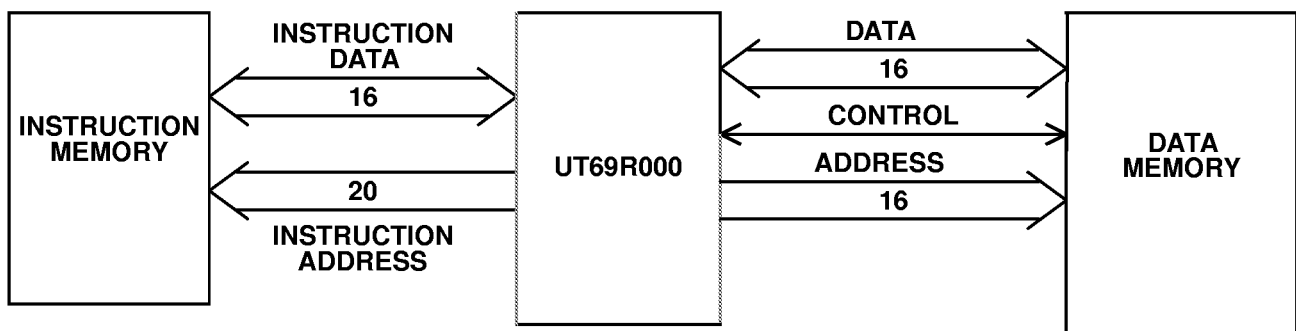 INSTRUCTION
MEMORY
INSTRUCTION
DATA
16
20
INSTRUCTION
ADDRESS
UT69R000
DATA
16
CONTROL
ADDRESS
16
DATA
MEMORY